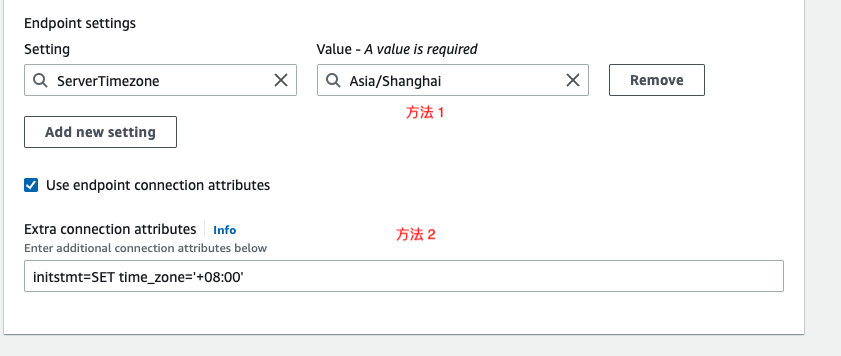 Endpoint settings
Setting
Value - A value is required
ServerTimezone
Asia/Shanghai
Remove
方法 1
Add new setting
Use endpoint connection attributes
Extra connection attributes
Info
方法 2
Enter additional connection attributes below
initstmt=SET time_zone='+08:00'